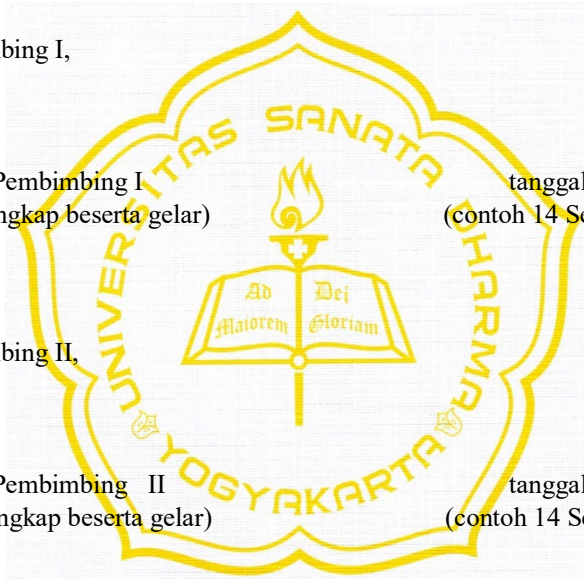 bing I,
UNIVERSITAS SANATA DHARMA
Pembimbing I tanggal
ngkap beserta gelar) (contoh 14 Se
Ad Dei
Maiorem Gloriam
bing II,
YOGYAKARTA
Pembimbing II tanggal
ngkap beserta gelar) (contoh 14 Se